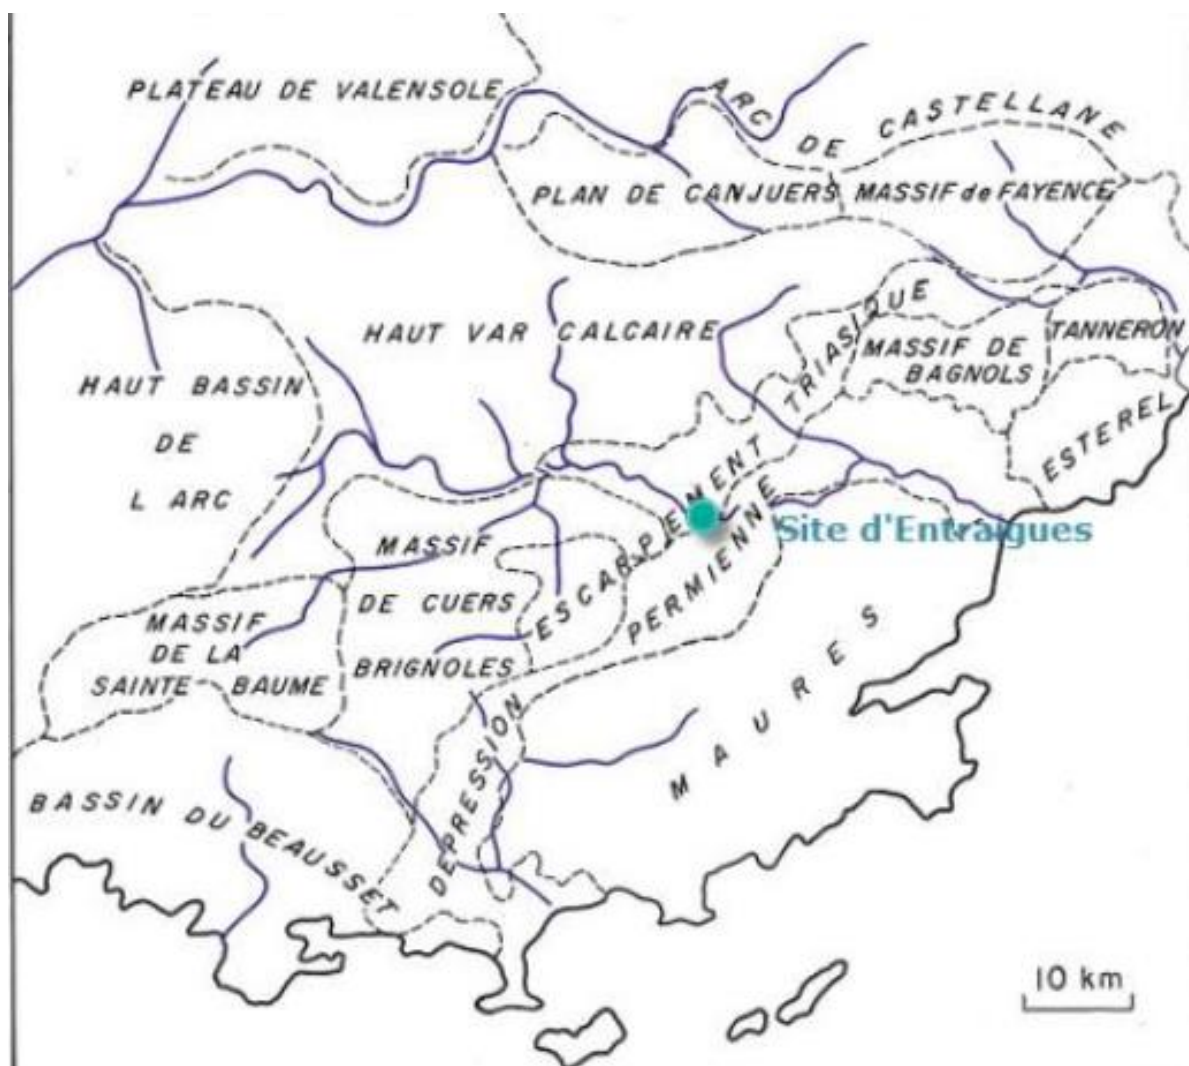 PLATEAU DE VALENSOLE
ARC DE CASTELLANE
PLAN DE CANJUERS
MASSIF de FAYENCE
HAUT VAR CALCAIRE
ESCARPEMENT TRIASIQUE
MASSIF DE
BAGNOLS
TANNERON
ESTEREL
HAUT BASSIN
DE
L ARC
MASSIF
DE CUERS
BRIGNOLES
Site d'Entraigues
DEPRESSION PERMIENNE
MASSIF
DE LA
SAINTE BAUME
MAURES
BASSIN DU BEAUSSET
10 km